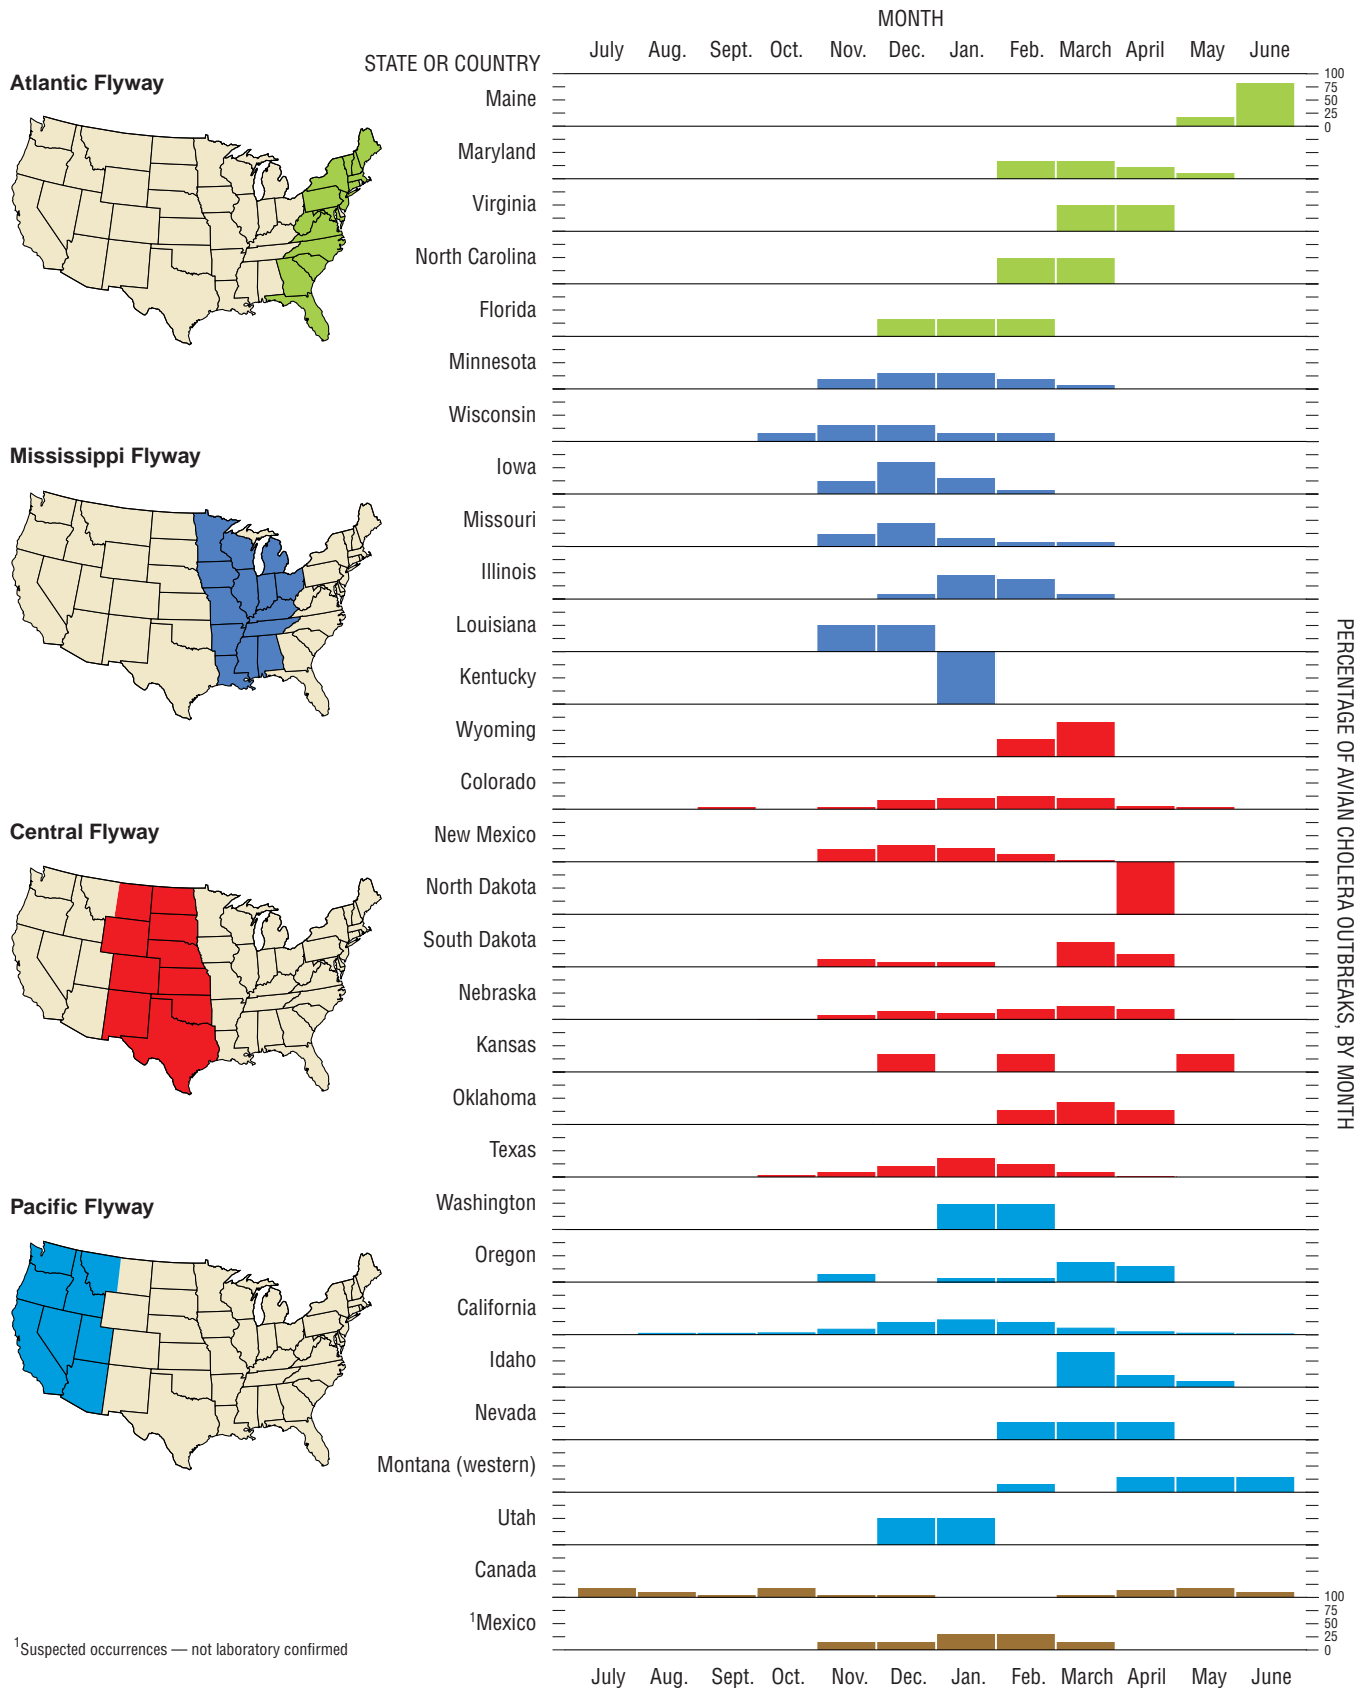 MONTH
July Aug. Sept. Oct. Nov. Dec. Jan. Feb. March April May June
STATE OR COUNTRY
Atlantic Flyway
Maine
100
75
50
25
0
Maryland
Virginia
North Carolina
Florida
Minnesota
Wisconsin
Mississippi Flyway
Iowa
Missouri
Illinois
Louisiana
Kentucky
Wyoming
Colorado
Central Flyway
New Mexico
North Dakota
South Dakota
Nebraska
Kansas
Oklahoma
Texas
Pacific Flyway
Washington
Oregon
California
Idaho
Nevada
Montana (western)
Utah
Canada
1Mexico
100
75
50
25
0
PERCENTAGE OF AVIAN CHOLERA OUTBREAKS, BY MONTH
1Suspected occurrences — not laboratory confirmed
July Aug. Sept. Oct. Nov. Dec. Jan. Feb. March April May June